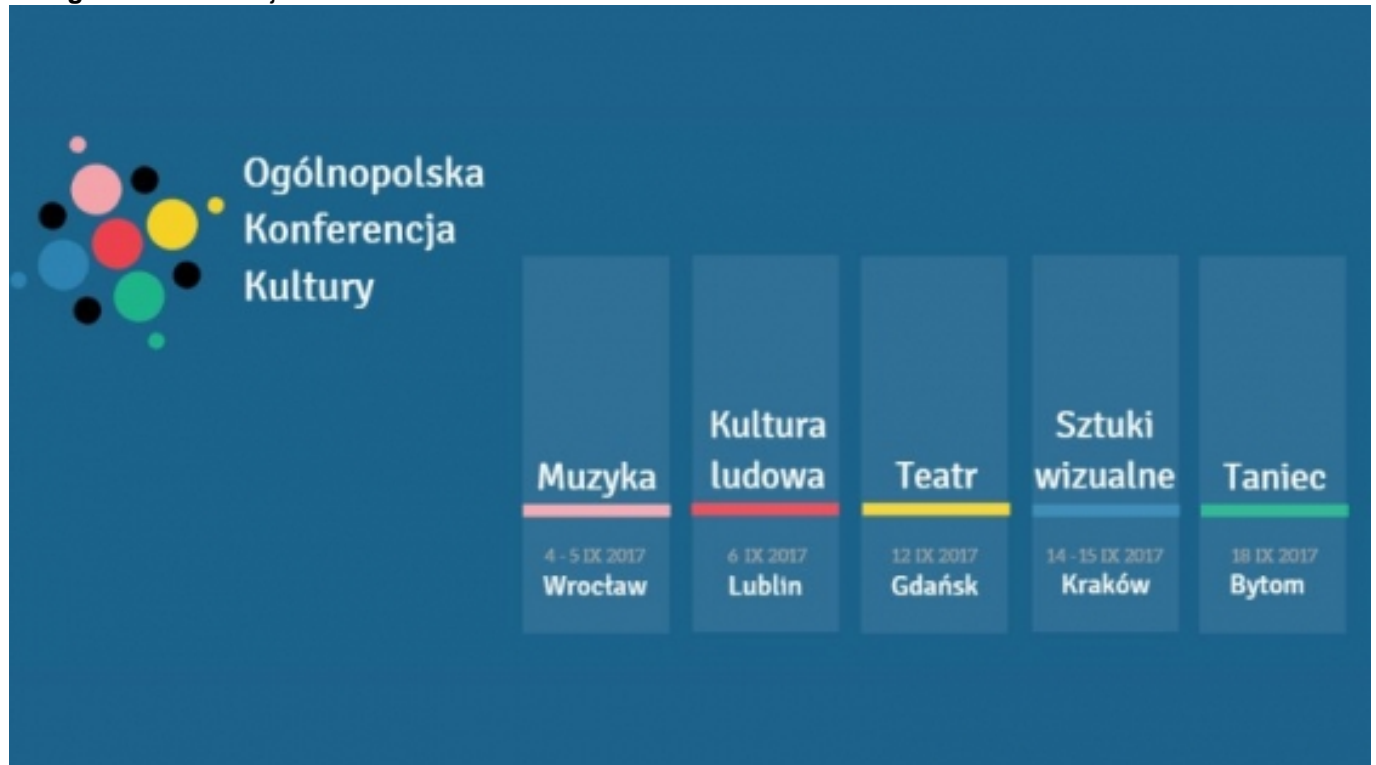 Ogólnopolska
Konferencja
Kultury
Muzyka
4 - 5 IX 2017
Wrocław
Kultura
ludowa
6 IX 2017
Lublin
Teatr
12 IX 2017
Gdańsk
Sztuki
wizualne
14 - 15 IX 2017
Kraków
Taniec
18 IX 2017
Bytom